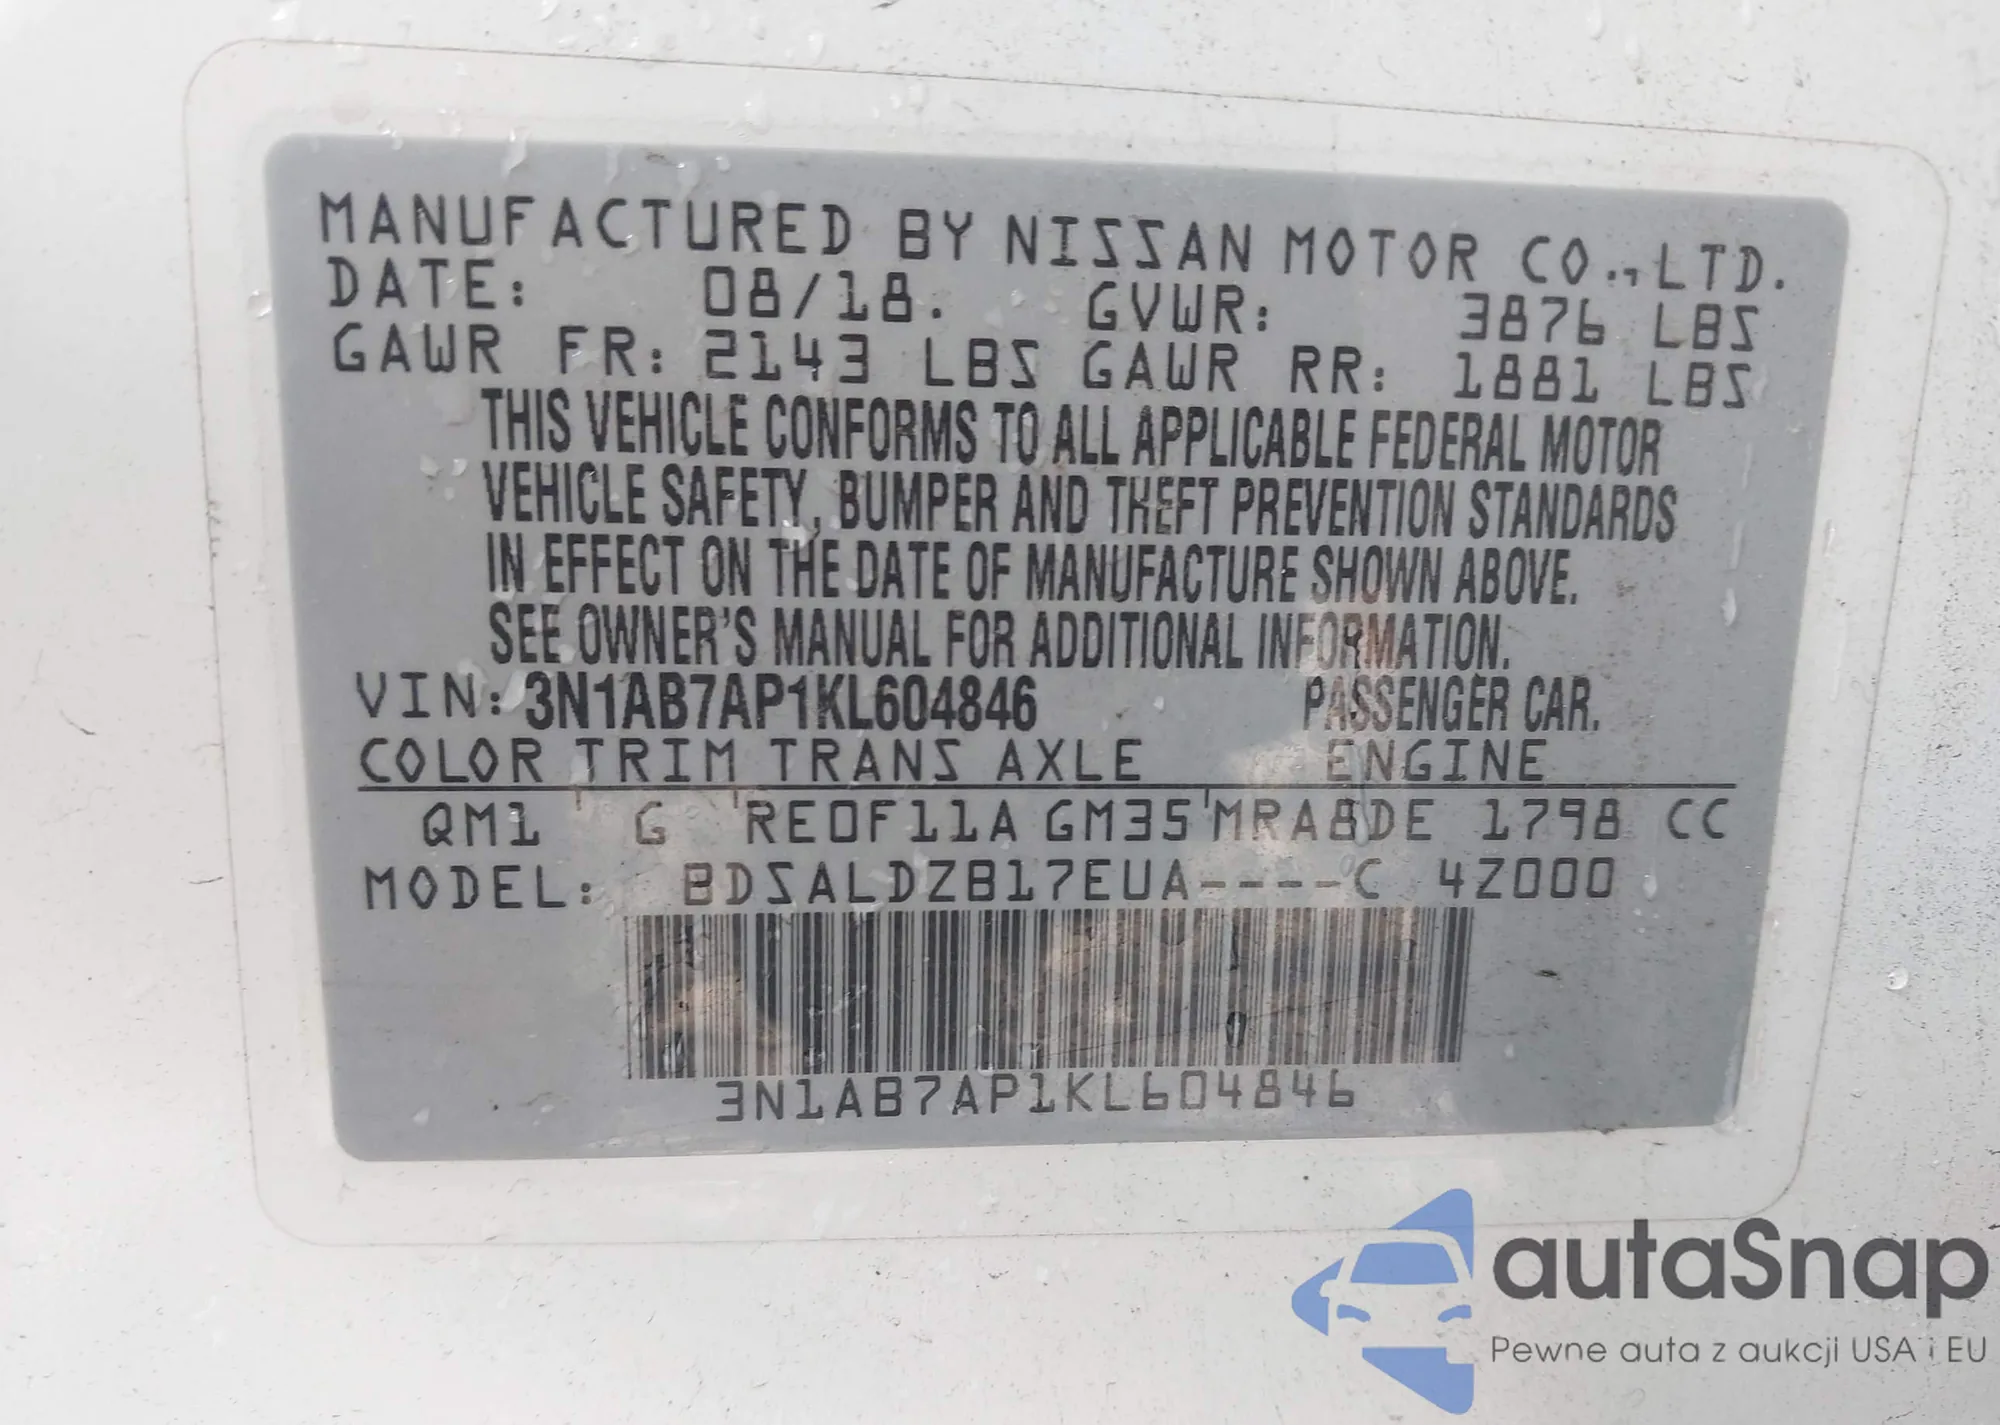 MANUFACTURED BY NISSAN MOTOR CO., LTD.
DATE: 08/18. GVWR: 3876 LBS
GAWR FR: 2143 LBS GAWR RR: 1881 LBS
THIS VEHICLE CONFORMS TO ALL APPLICABLE FEDERAL MOTOR
VEHICLE SAFETY, BUMPER AND THEFT PREVENTION STANDARDS
IN EFFECT ON THE DATE OF MANUFACTURE SHOWN ABOVE.
SEE OWNER'S MANUAL FOR ADDITIONAL INFORMATION.
VIN: 3N1AB7AP1KL604846 PASSENGER CAR.
COLOR TRIM TRANS AXLE ENGINE
QM1 G RE0F11A GM35 MRA8DE 1798 CC
MODEL: BDSALDZB17EUA----C 4Z000
3N1AB7AP1KL604846
autaSnap
Pewne auta z aukcji USA i EU